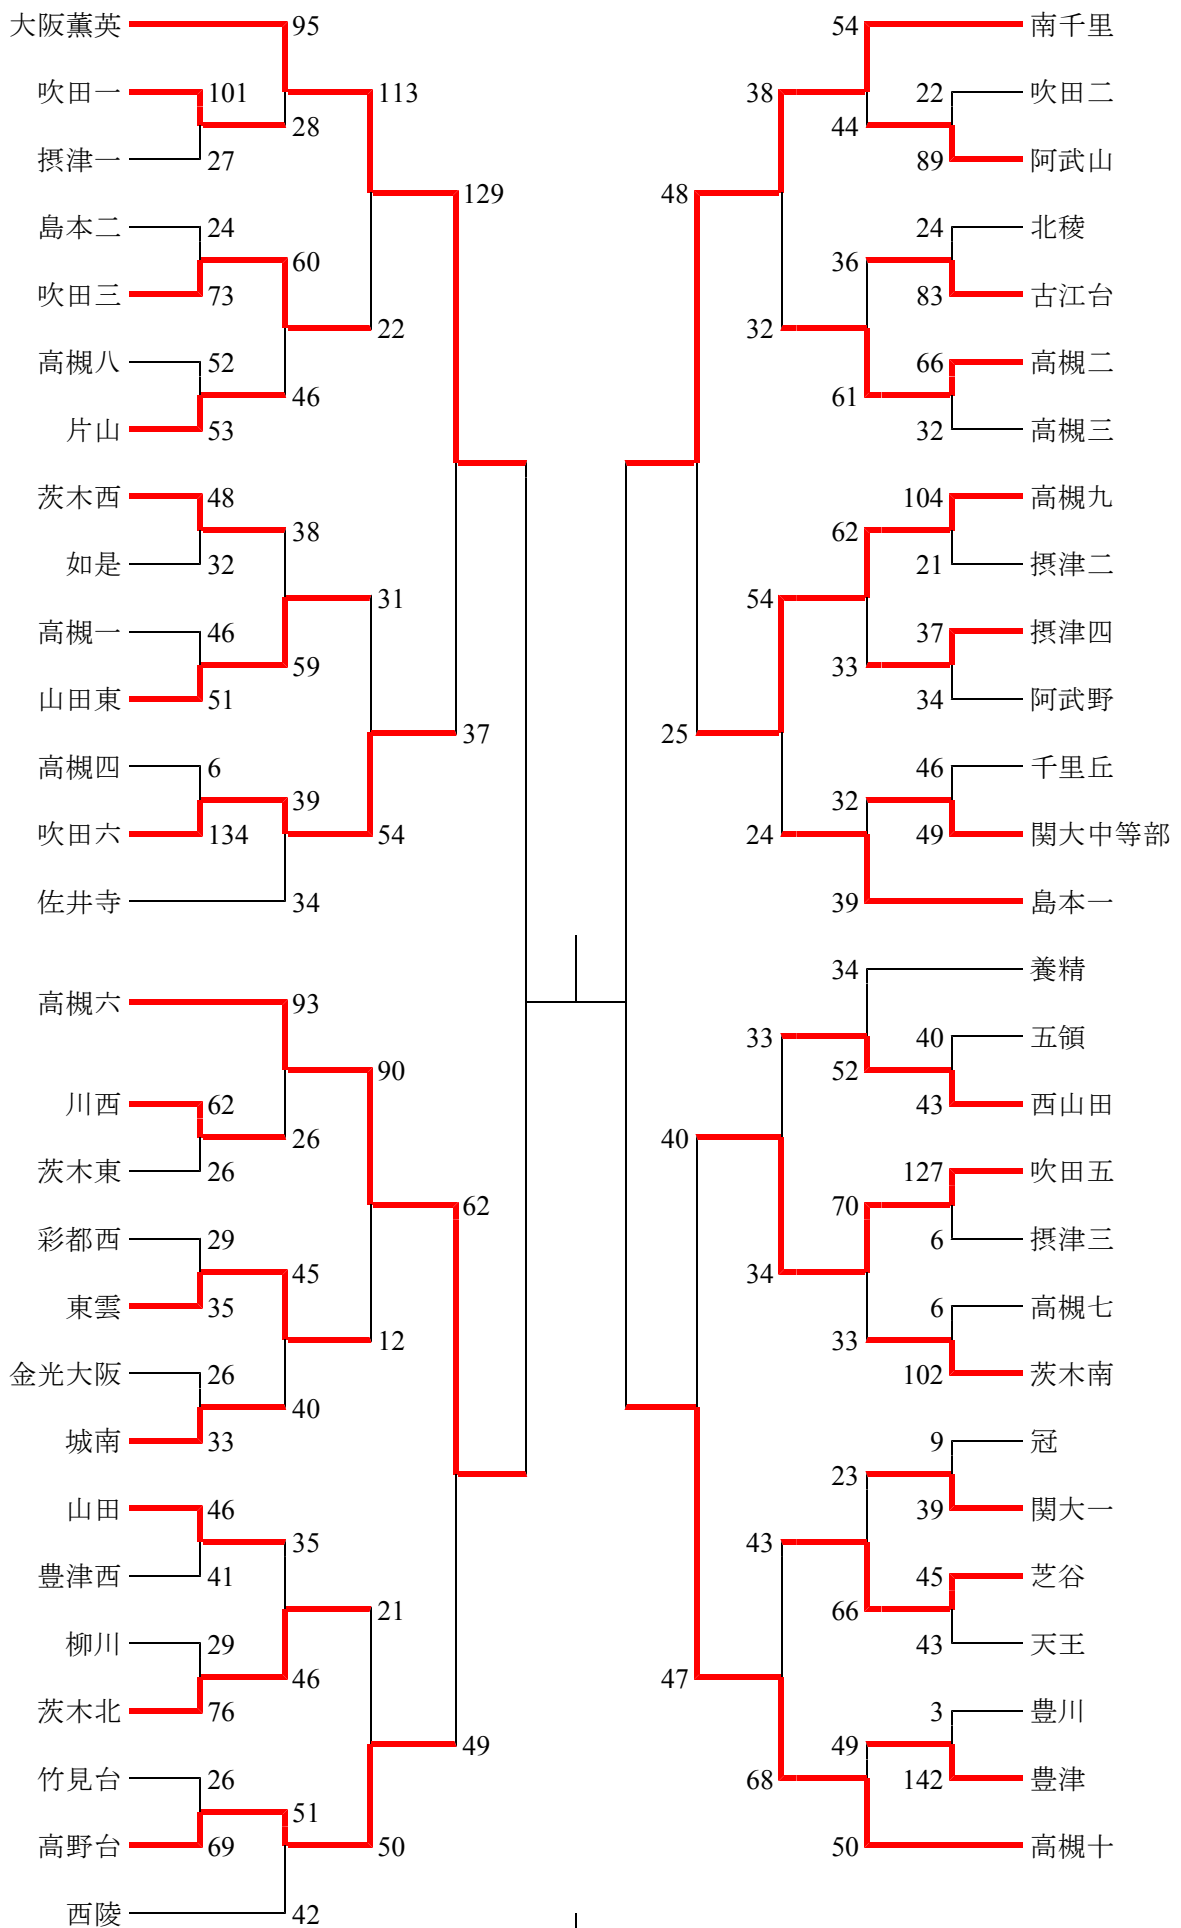 大阪薫英 95 54 南千里
吹田一 101 113 38 22 吹田二
28 44
摂津一 27 89 阿武山
129 48
島本二 24 24 北稜
60 36
吹田三 73 83 古江台
22 32
高槻八 52 66 高槻二
46 61
片山 53 32 高槻三
茨木西 48 104 高槻九
38 62
如是 32 21 摂津二
31 54
高槻一 46 37 摂津四
59 33
山田東 51 34 阿武野
37 25
高槻四 6 46 千里丘
39 32
吹田六 134 54 24 49 関大中等部
佐井寺 34 39 島本一
34 養精
高槻六 93
33 40 五領
90 52
川西 62 43 西山田
26 40
茨木東 26 127 吹田五
62 70
彩都西 29 6 摂津三
45 34
東雲 35 6 高槻七
12 33
金光大阪 26 102 茨木南
40
城南 33 9 冠
23
山田 46 39 関大一
35 43
豊津西 41 45 芝谷
21 66
柳川 29 43 天王
46 47
茨木北 76 3 豊川
49 49
竹見台 26 68 142 豊津
51
高野台 69 50 50 高槻十
西陵 42